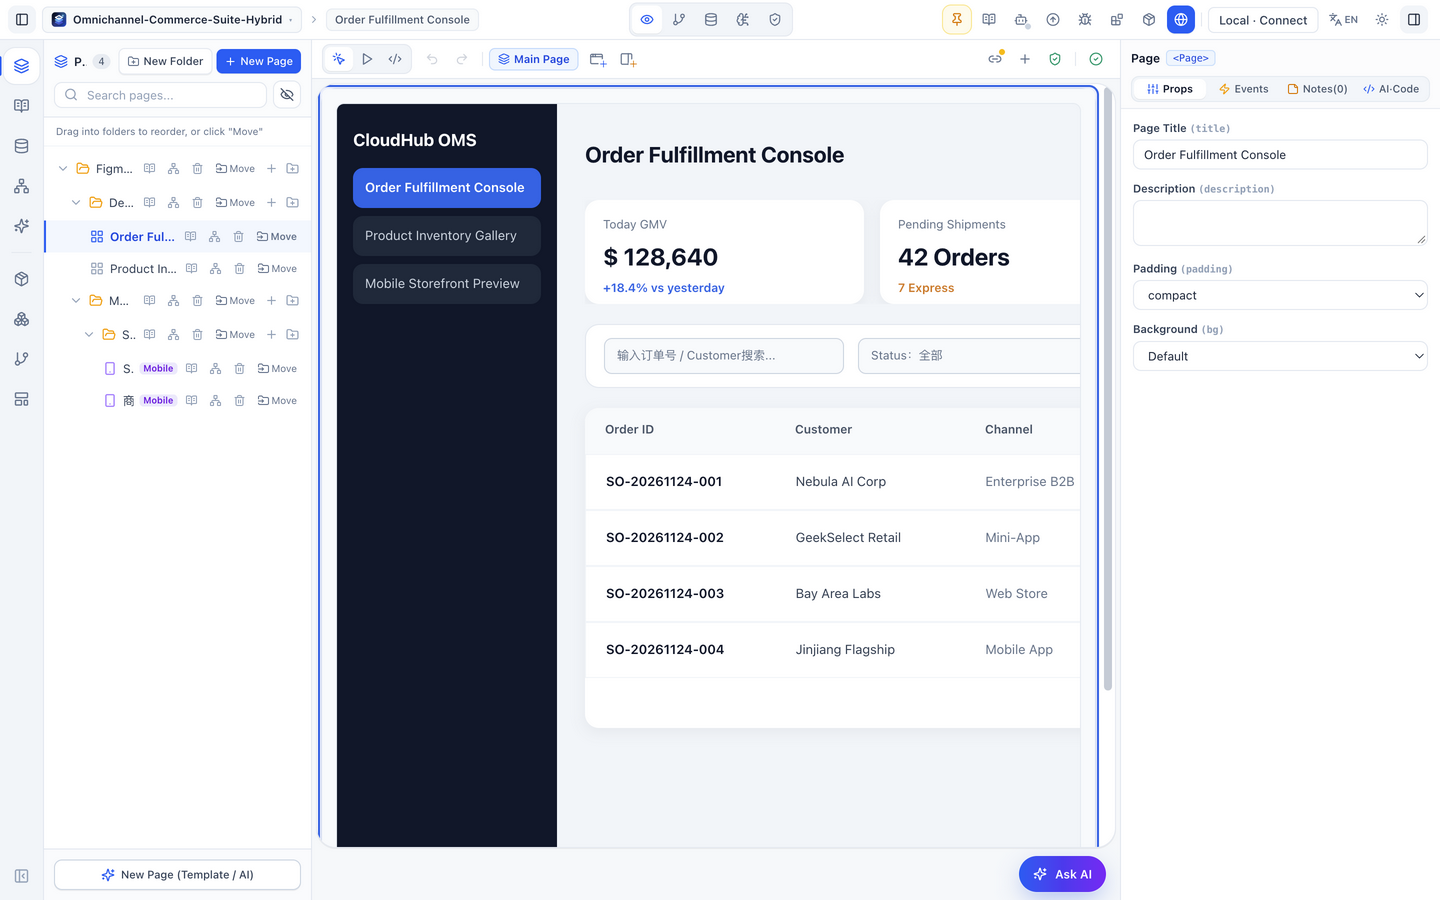 Omnichannel-Commerce-Suite-Hybrid
Order Fulfillment Console
Local · Connect
EN
P.
4
New Folder
New Page
Search pages...
Drag into folders to reorder, or click "Move"
Figm...
Move
De...
Move
Order Ful...
Move
Product In...
Move
M...
Move
S..
Move
S.
Mobile
Move
商
Mobile
Move
New Page (Template / AI)
Main Page
CloudHub OMS
Order Fulfillment Console
Product Inventory Gallery
Mobile Storefront Preview
Order Fulfillment Console
Today GMV
$ 128,640
+18.4% vs yesterday
Pending Shipments
42 Orders
7 Express
输入订单号 / Customer搜索...
Status: 全部
Order ID
Customer
Channel
SO-20261124-001
Nebula AI Corp
Enterprise B2B
SO-20261124-002
GeekSelect Retail
Mini-App
SO-20261124-003
Bay Area Labs
Web Store
SO-20261124-004
Jinjiang Flagship
Mobile App
Ask AI
Page
<Page>
Props
Events
Notes(0)
AI·Code
Page Title (title)
Order Fulfillment Console
Description (description)
Padding (padding)
compact
Background (bg)
Default